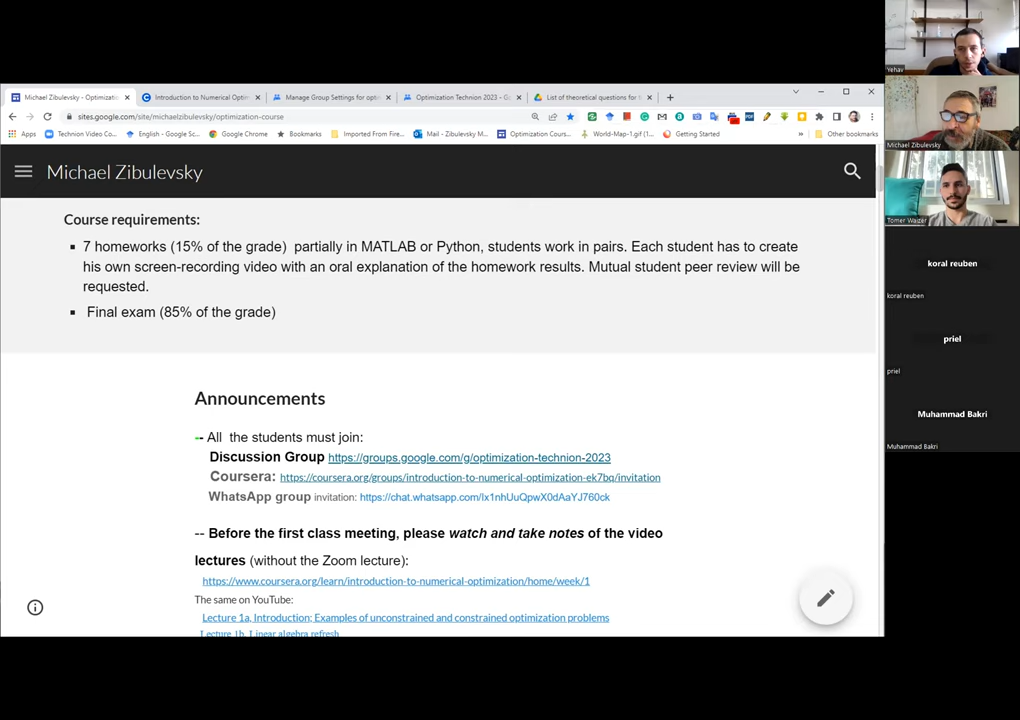 Michael Zibulevsky - Optimizatio
Introduction to Numerical Optim
Manage Group Settings for opti
Optimization Technion 2023 - Go
List of theoretical questions for t
sites.google.com/site/michaelzibulevsky/optimization-course
Apps
Technion Video Co...
English - Google Sc...
Google Chrome
Bookmarks
Imported From Fire...
Mail - Zibulevsky M...
Optimization Cours...
World-Map-1.gif (1...
Getting Started
»
Other bookmarks
Michael Zibulevsky
Course requirements:
▪ 7 homeworks (15% of the grade) partially in MATLAB or Python, students work in pairs. Each student has to create
his own screen-recording video with an oral explanation of the homework results. Mutual student peer review will be
requested.
▪ Final exam (85% of the grade)
Announcements
-- All the students must join:
Discussion Group https://groups.google.com/g/optimization-technion-2023
Coursera: https://coursera.org/groups/introduction-to-numerical-optimization-ek7bq/invitation
WhatsApp group invitation: https://chat.whatsapp.com/Ix1nhUuQpwX0dAaYJ760ck
-- Before the first class meeting, please watch and take notes of the video
lectures (without the Zoom lecture):
https://www.coursera.org/learn/introduction-to-numerical-optimization/home/week/1
The same on YouTube:
Lecture 1a, Introduction; Examples of unconstrained and constrained optimization problems
Lecture 1b, Linear algebra refresh
Yehav
Michael Zibulevsky
Tomer Waizer
koral reuben
koral reuben
priel
priel
Muhammad Bakri
Muhammad Bakri